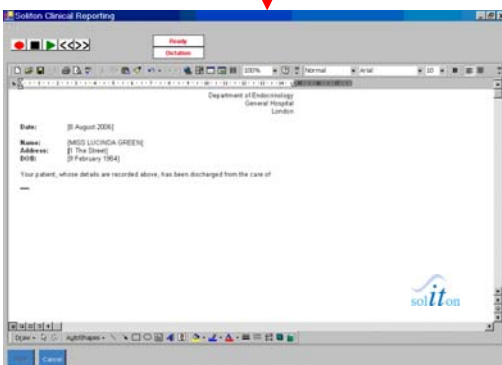 Soliton Clinical Reporting
Ready
Dictation
100%
Normal
Arial
10
Department of Endocrinology
General Hospital
London
Date: [8 August 2006]
Name: [MISS LUCINDA GREEN]
Address: [1 The Street]
DOB: [9 February 1964]
Your patient, whose details are recorded above, has been discharged from the care of
soliton
Draw AutoShapes
Cancel